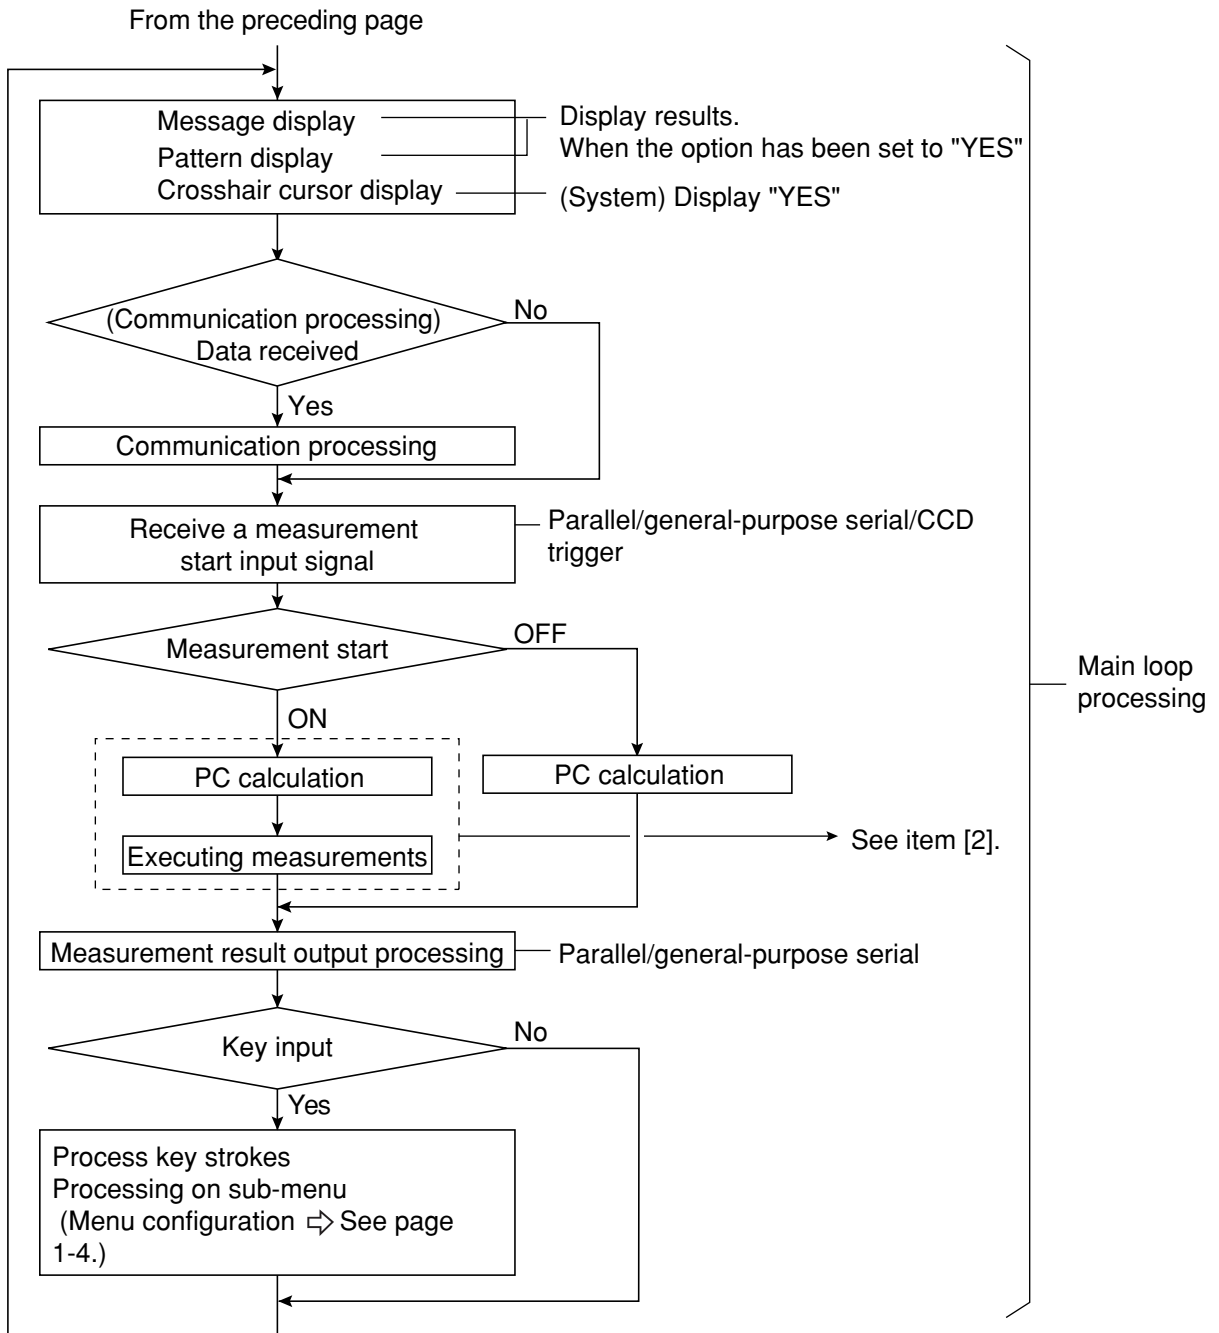 From the preceding page
Message display
Display results.
Pattern display
When the option has been set to "YES"
Crosshair cursor display
(System) Display "YES"
(Communication processing)
Data received
No
Yes
Communication processing
Receive a measurement
start input signal
Parallel/general-purpose serial/CCD
trigger
Measurement start
OFF
Main loop
processing
ON
PC calculation
PC calculation
Executing measurements
See item [2].
Measurement result output processing
Parallel/general-purpose serial
Key input
No
Yes
Process key strokes
Processing on sub-menu
(Menu configuration ⇨ See page
1-4.)